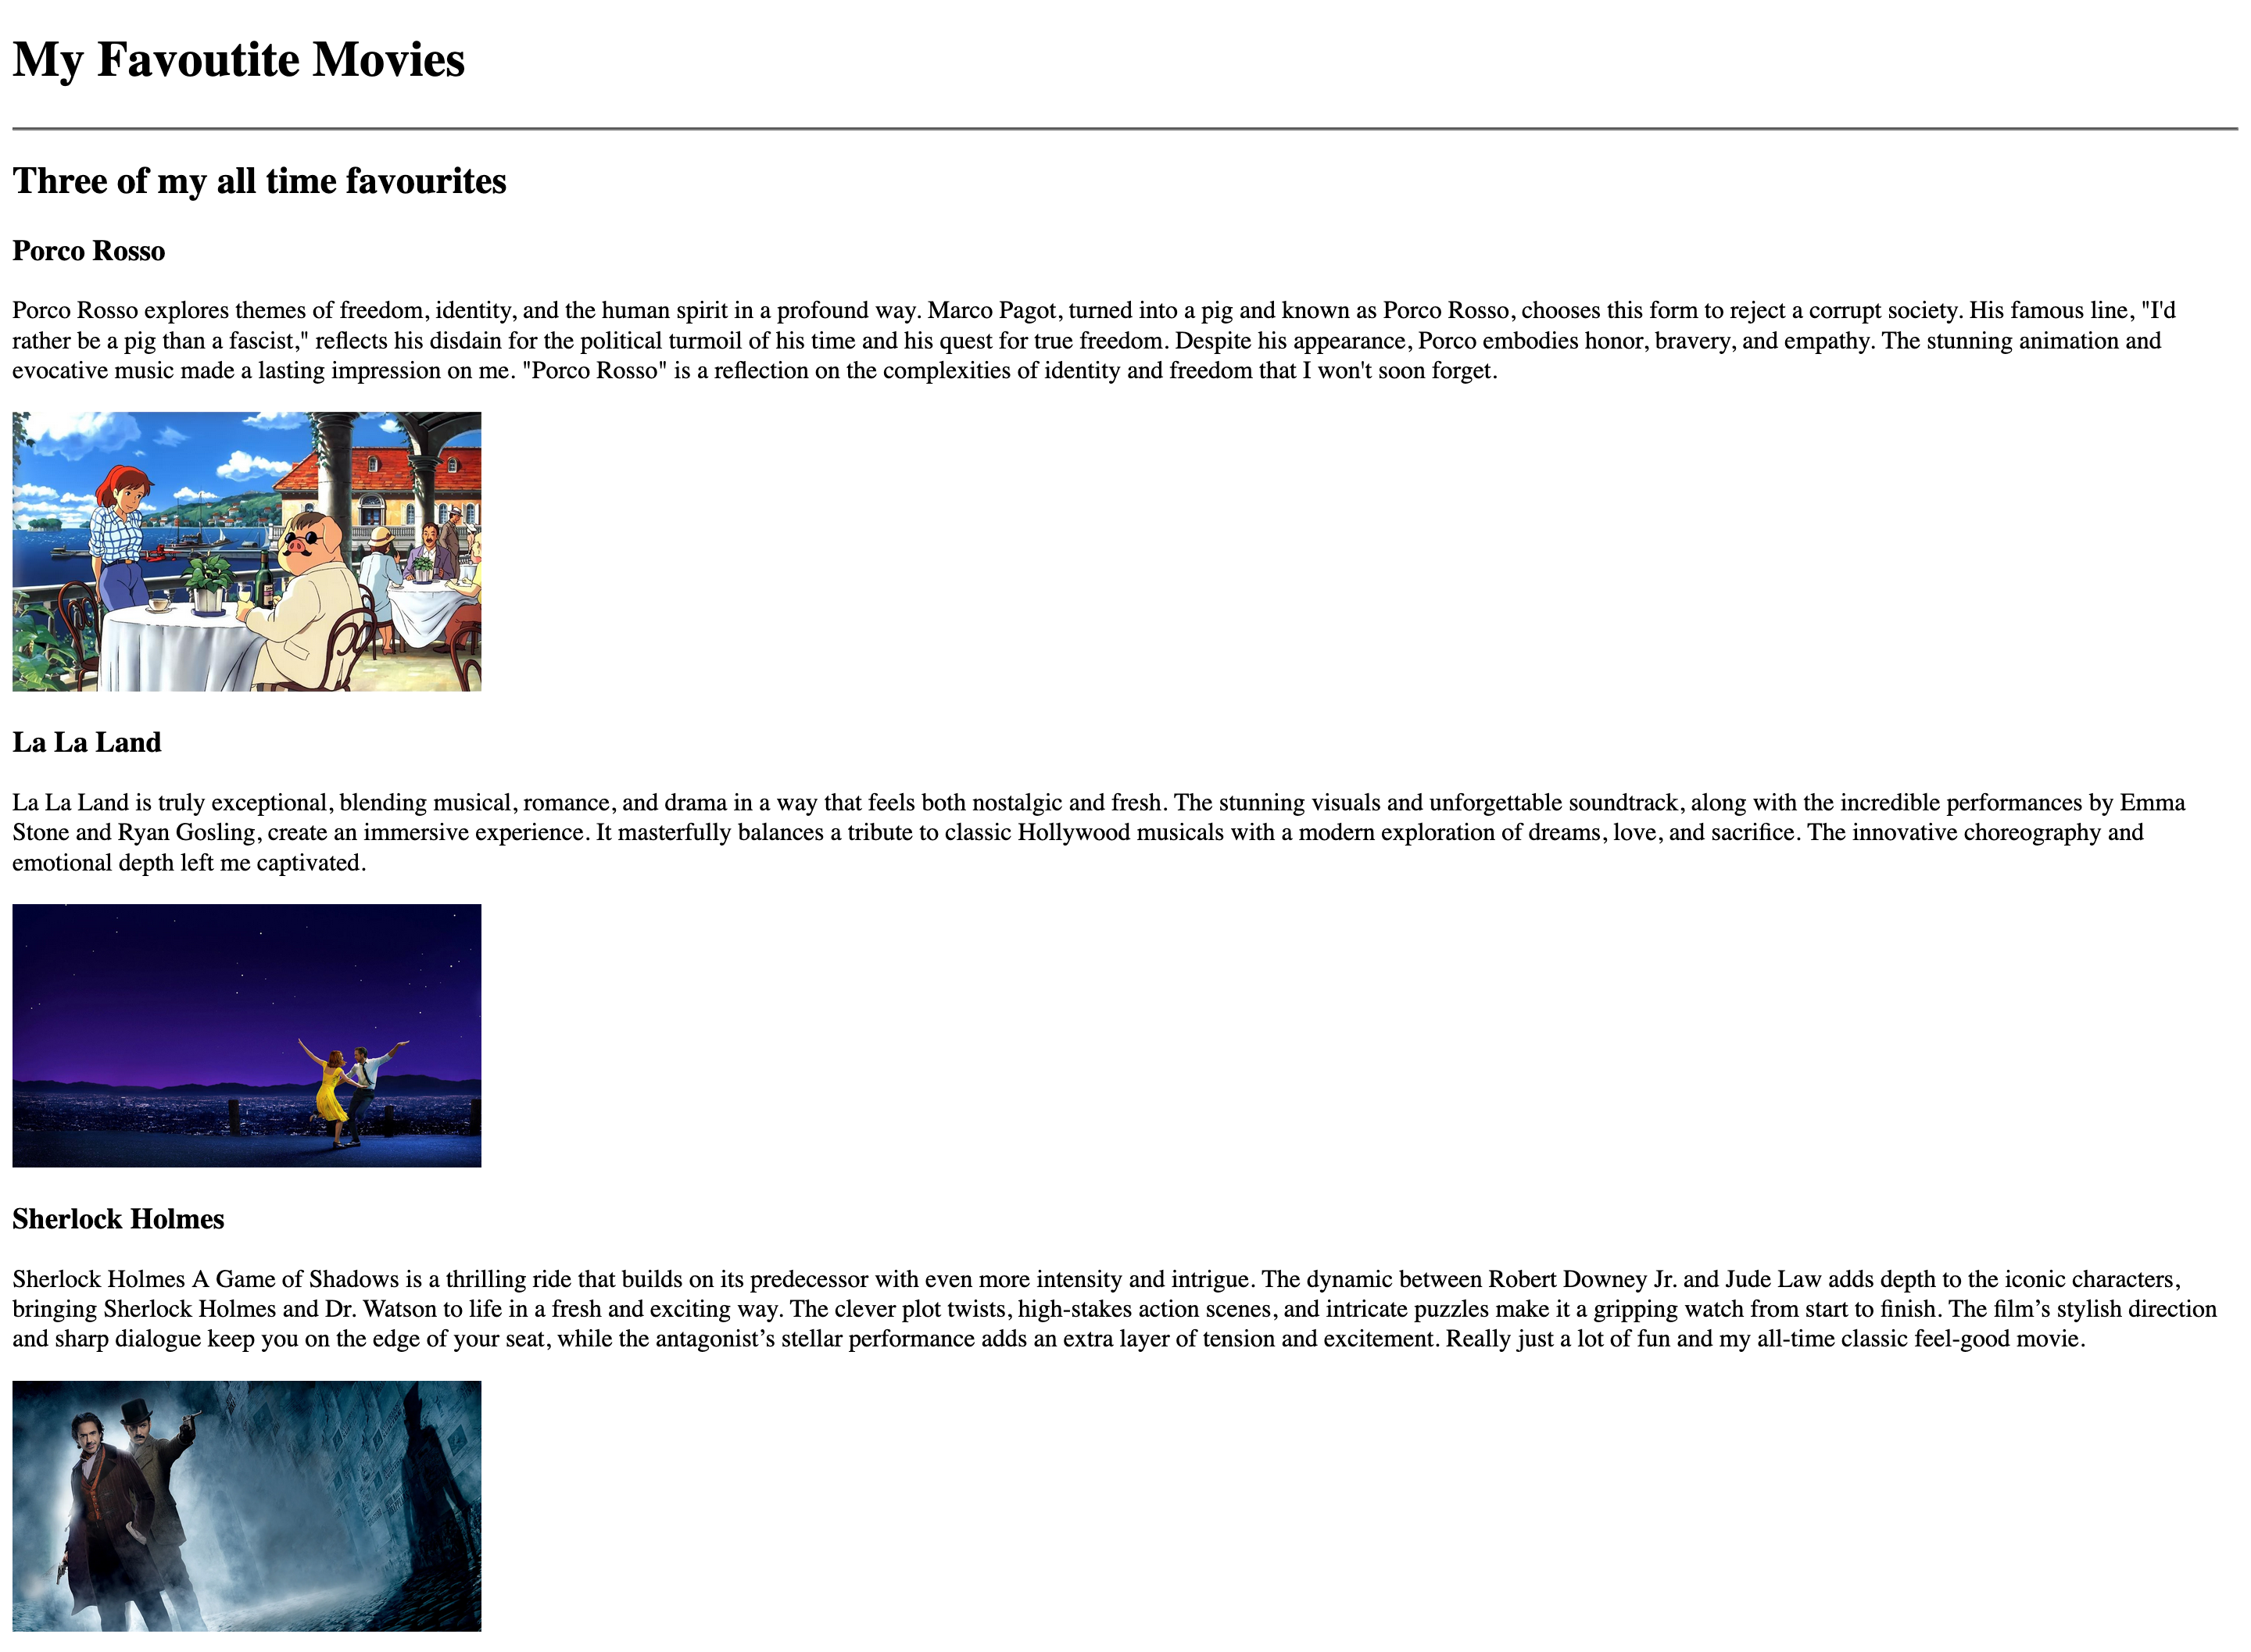 My Favoutite Movies
Three of my all time favourites
Porco Rosso
Porco Rosso explores themes of freedom, identity, and the human spirit in a profound way. Marco Pagot, turned into a pig and known as Porco Rosso, chooses this form to reject a corrupt society. His famous line, "I'd
rather be a pig than a fascist," reflects his disdain for the political turmoil of his time and his quest for true freedom. Despite his appearance, Porco embodies honor, bravery, and empathy. The stunning animation and
evocative music made a lasting impression on me. "Porco Rosso" is a reflection on the complexities of identity and freedom that I won't soon forget.
La La Land
La La Land is truly exceptional, blending musical, romance, and drama in a way that feels both nostalgic and fresh. The stunning visuals and unforgettable soundtrack, along with the incredible performances by Emma
Stone and Ryan Gosling, create an immersive experience. It masterfully balances a tribute to classic Hollywood musicals with a modern exploration of dreams, love, and sacrifice. The innovative choreography and
emotional depth left me captivated.
Sherlock Holmes
Sherlock Holmes A Game of Shadows is a thrilling ride that builds on its predecessor with even more intensity and intrigue. The dynamic between Robert Downey Jr. and Jude Law adds depth to the iconic characters,
bringing Sherlock Holmes and Dr. Watson to life in a fresh and exciting way. The clever plot twists, high-stakes action scenes, and intricate puzzles make it a gripping watch from start to finish. The film’s stylish direction
and sharp dialogue keep you on the edge of your seat, while the antagonist’s stellar performance adds an extra layer of tension and excitement. Really just a lot of fun and my all-time classic feel-good movie.